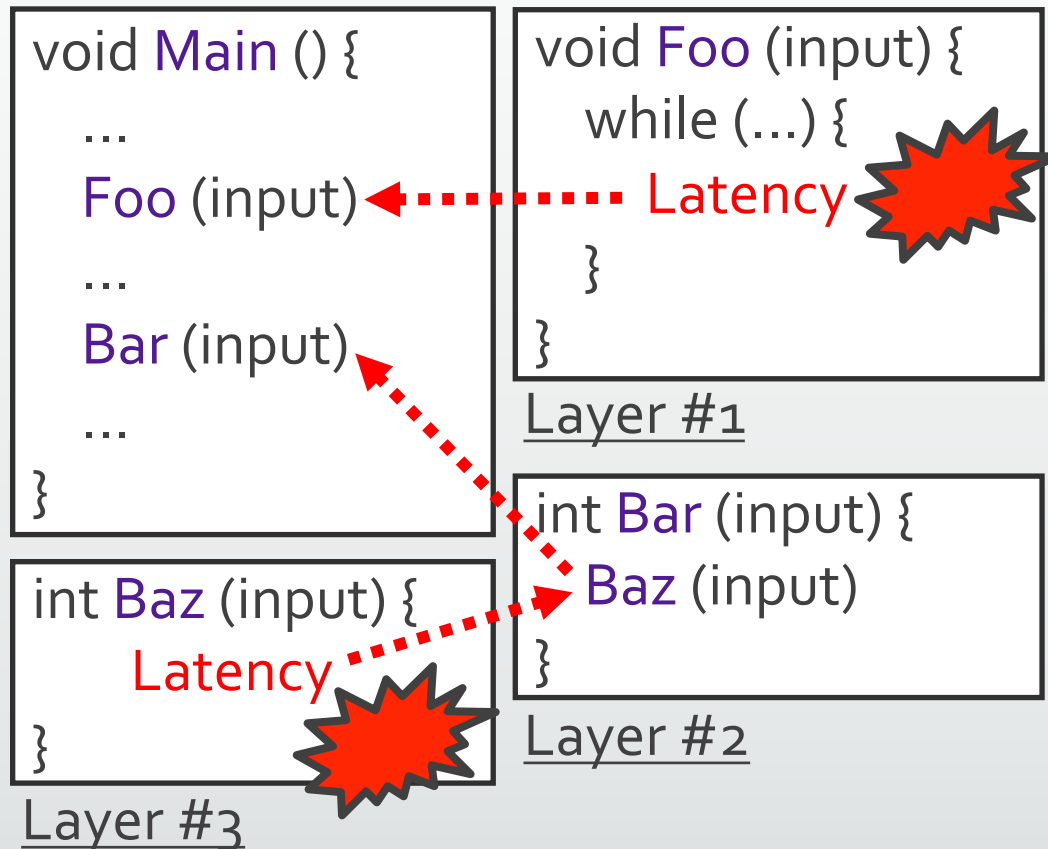 void Main () {
...
Foo (input)
...
Bar (input)
...
}
void Foo (input) {
while (...) {
Latency
}
}
Layer #1
int Bar (input) {
Baz (input)
}
Layer #2
int Baz (input) {
Latency
}
Layer #3